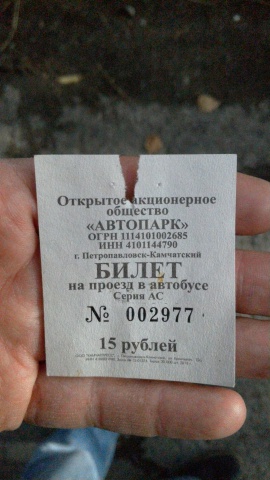 Открытое акционерное
общество
«АВТОПАРК»
ОГРН 1114101002685
ИНН 4101144790
г. Петропавловск-Камчатский
БИЛЕТ
на проезд в автобусе
Серия АС
№ 002977
15 рублей